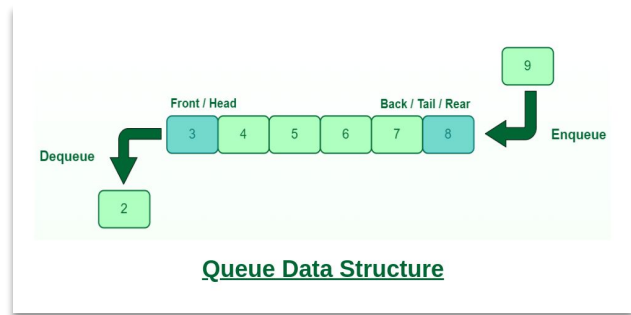 9
Front / Head
Back / Tail / Rear
3 4 5 6 7 8
Enqueue
Dequeue
2
Queue Data Structure